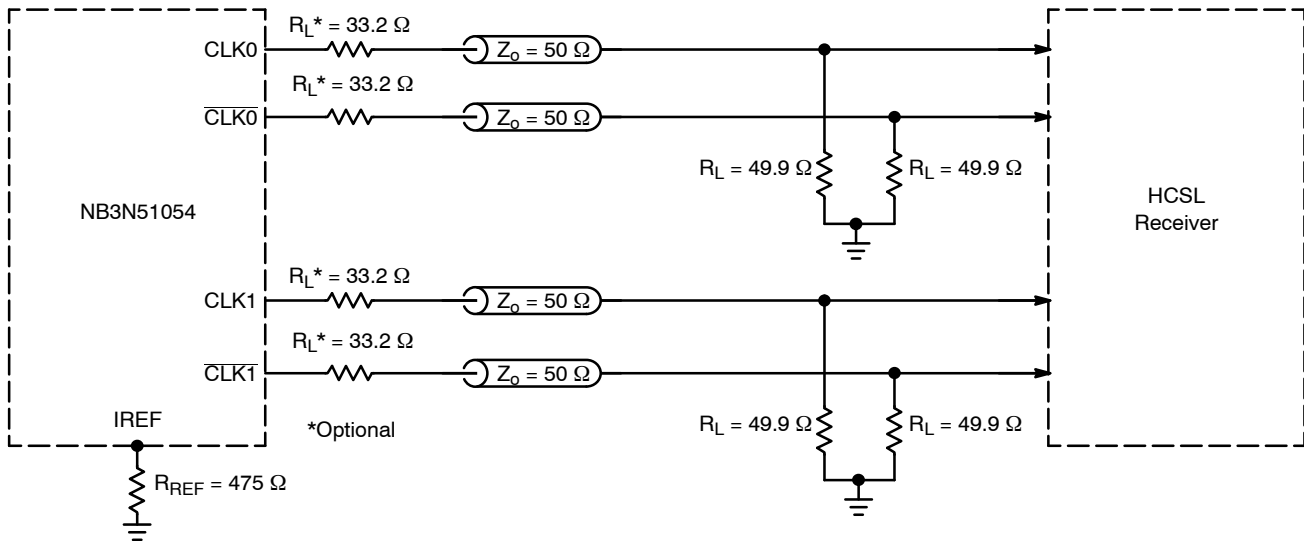 R_L* = 33.2 Ω
CLK0
Z_o = 50 Ω
R_L* = 33.2 Ω
C̅L̅K̅0̅
Z_o = 50 Ω
R_L = 49.9 Ω
R_L = 49.9 Ω
NB3N51054
HCSL
Receiver
R_L* = 33.2 Ω
CLK1
Z_o = 50 Ω
R_L* = 33.2 Ω
C̅L̅K̅1̅
Z_o = 50 Ω
IREF
*Optional
R_L = 49.9 Ω
R_L = 49.9 Ω
R_REF = 475 Ω